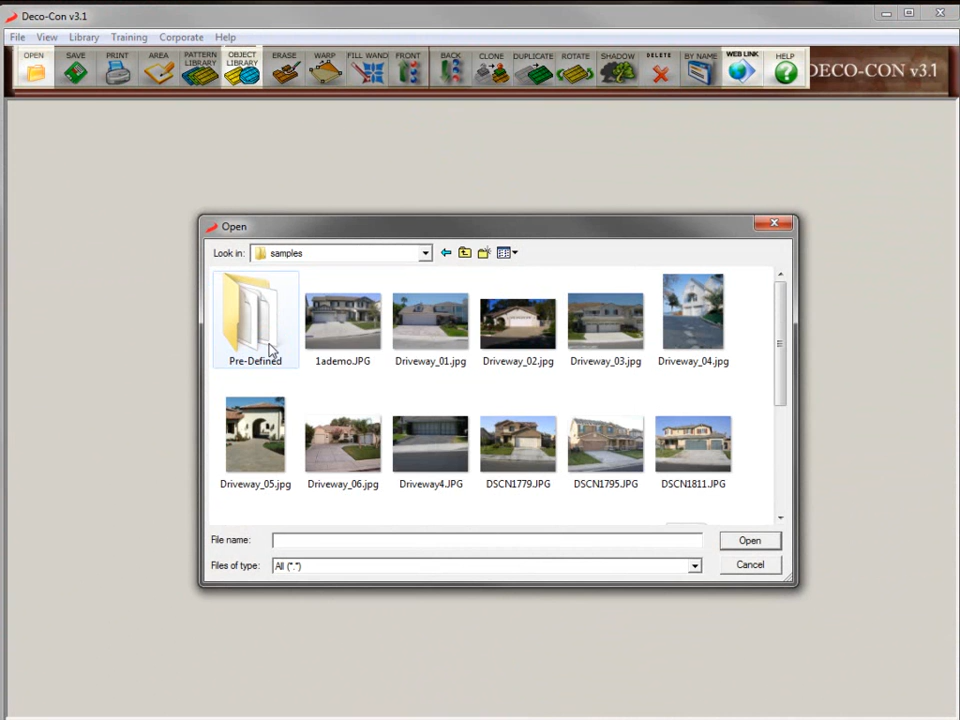 Deco-Con v3.1
File View Library Training Corporate Help
OPEN SAVE PRINT AREA PATTERN LIBRARY OBJECT LIBRARY ERASE WARP FILL WAND FRONT BACK CLONE DUPLICATE ROTATE SHADOW DELETE BY NAME WEB LINK HELP DECO-CON v3.1
Open
Look in: samples
Pre-Defined 1ademo.JPG Driveway_01.jpg Driveway_02.jpg Driveway_03.jpg Driveway_04.jpg
Driveway_05.jpg Driveway_06.jpg Driveway4.JPG DSCN1779.JPG DSCN1795.JPG DSCN1811.JPG
File name: Open
Files of type: All (*.*) Cancel